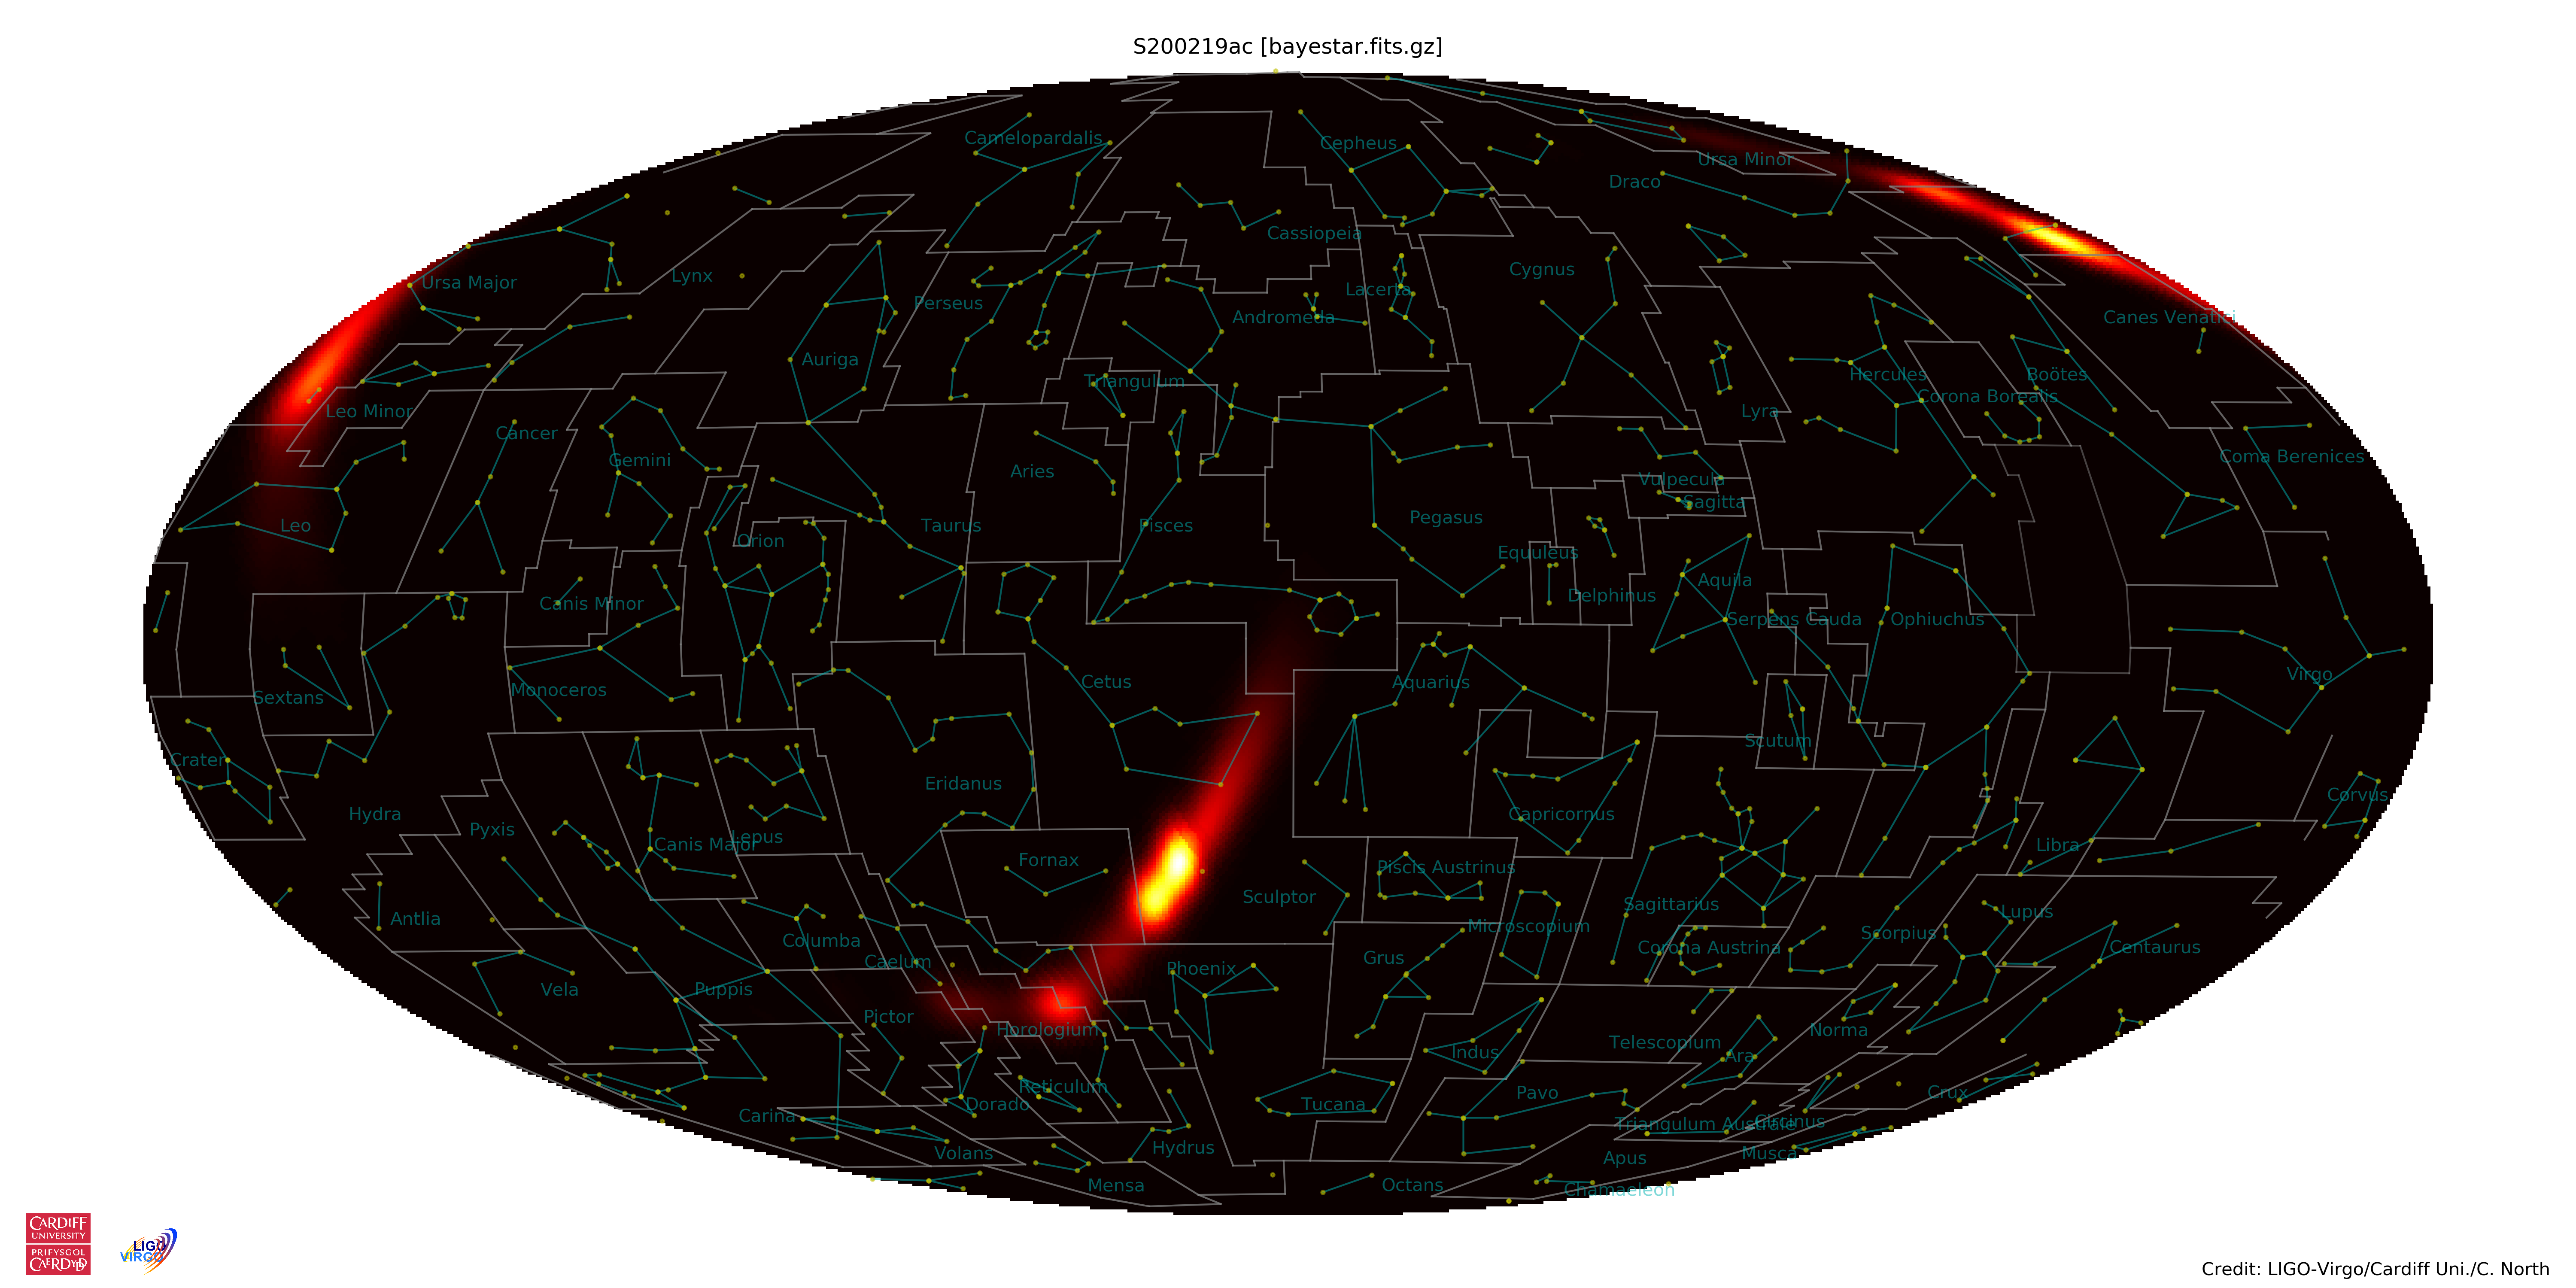 S200219ac [bayestar.fits.gz]
Camelopardalis
Cepheus
Ursa Minor
Draco
Cassiopeia
Cygnus
Ursa Major
Lynx
Lacerta
Perseus
Andromeda
Canes Venatici
Auriga
Triangulum
Hercules
Boötes
Corona Borealis
Leo Minor
Lyra
Cancer
Gemini
Coma Berenices
Aries
Vulpecula
Sagitta
Pegasus
Leo
Taurus
Pisces
Orion
Equuleus
Aquila
Delphinus
Canis Minor
Serpens Cauda
Ophiuchus
Virgo
Cetus
Aquarius
Monoceros
Sextans
Scutum
Crater
Eridanus
Corvus
Hydra
Capricornus
Pyxis
Lepus
Canis Major
Libra
Fornax
Piscis Austrinus
Sculptor
Sagittarius
Lupus
Antlia
Microscopium
Scorpius
Columba
Corona Austrina
Centaurus
Grus
Caelum
Phoenix
Vela
Puppis
Pictor
Horologium
Norma
Telescopium
Indus
Ara
Reticulum
Pavo
Crux
Dorado
Tucana
Carina
Triangulum Australe
Circinus
Hydrus
Volans
Musca
Apus
Mensa
Octans
Chamaeleon
CARDIFF
UNIVERSITY
PRIFYSGOL
CAERDYDD
LIGO
VIRGO
Credit: LIGO-Virgo/Cardiff Uni./C. North